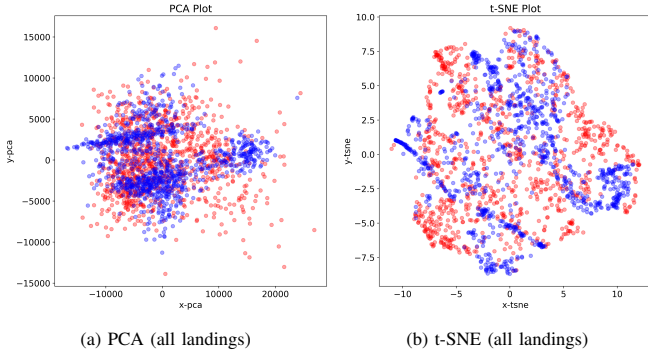 PCA Plot
15000
10000
5000
0
−5000
−10000
−15000
y-pca
−10000 0 10000 20000
x-pca
(a) PCA (all landings)
t-SNE Plot
10.0
7.5
5.0
2.5
0.0
−2.5
−5.0
−7.5
y-tsne
−10 −5 0 5 10
x-tsne
(b) t-SNE (all landings)